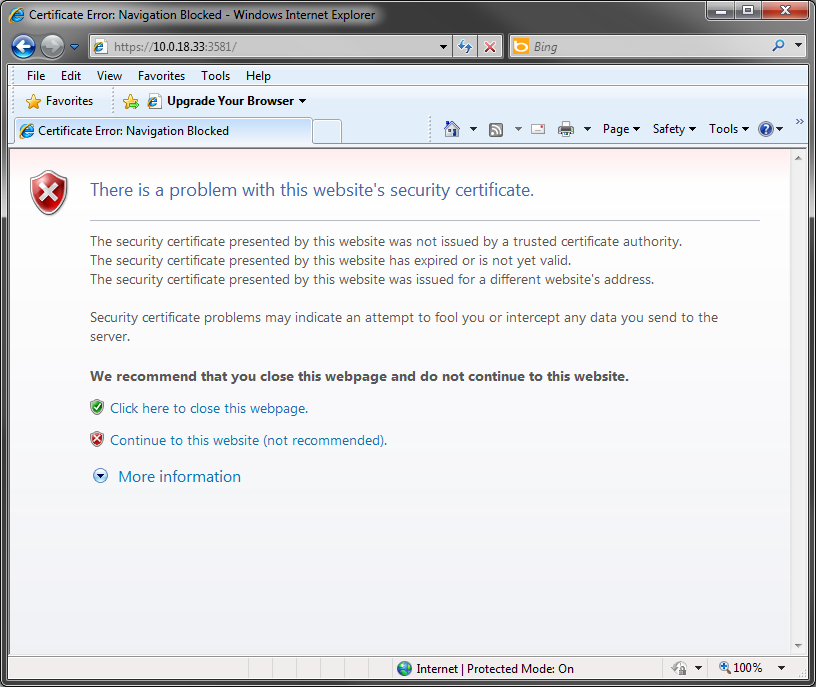 Certificate Error: Navigation Blocked - Windows Internet Explorer
https://10.0.18.33:3581/
Bing
File Edit View Favorites Tools Help
Favorites Upgrade Your Browser
Certificate Error: Navigation Blocked
Page Safety Tools
There is a problem with this website's security certificate.
The security certificate presented by this website was not issued by a trusted certificate authority.
The security certificate presented by this website has expired or is not yet valid.
The security certificate presented by this website was issued for a different website's address.
Security certificate problems may indicate an attempt to fool you or intercept any data you send to the
server.
We recommend that you close this webpage and do not continue to this website.
Click here to close this webpage.
Continue to this website (not recommended).
More information
Internet | Protected Mode: On
100%